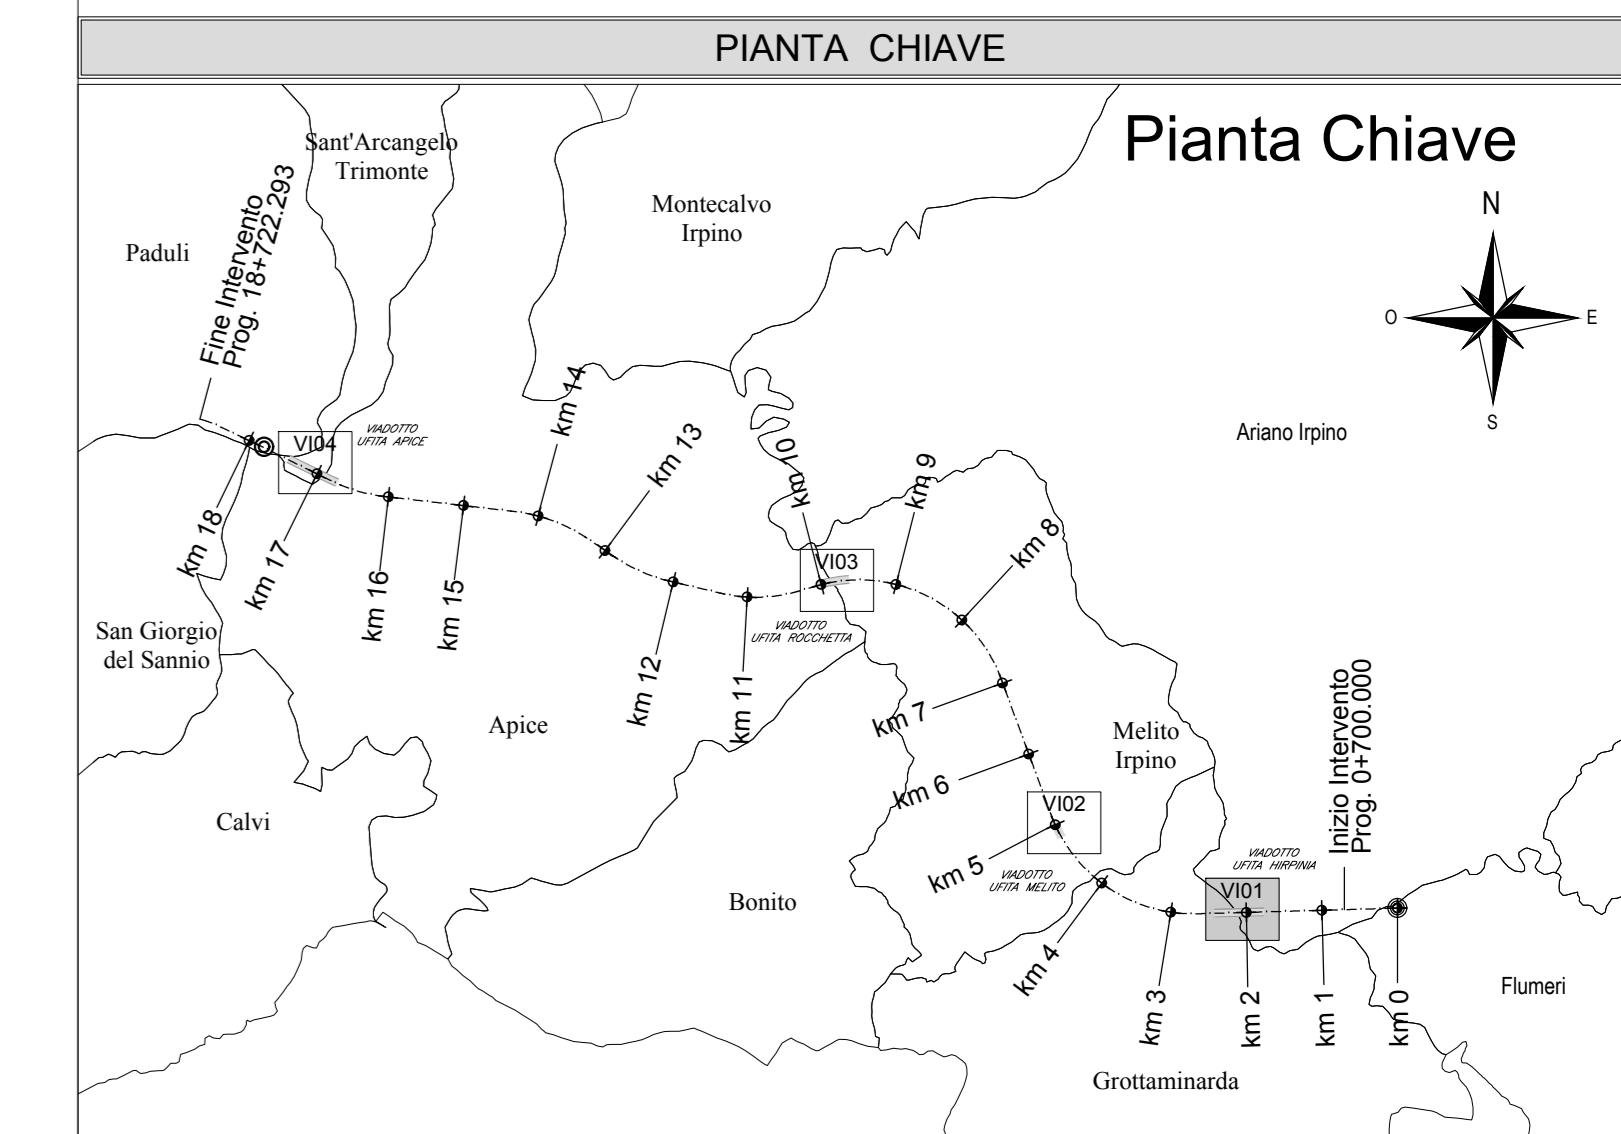 PIANTA CHIAVE
Pianta Chiave
Sant'Arcangelo
Trimonte
Paduli
Fine Intervento
Prog. 18+722.293
Montecalvo
Irpino
N
O
E
S
Ariano Irpino
VI04
VIADOTTO
UFITA APICE
km 18
km 17
km 16
km 15
km 14
km 13
km 12
km 11
km 10
km 9
km 8
VI03
VIADOTTO
UFITA ROCCHETTA
San Giorgio
del Sannio
Apice
Calvi
Bonito
km 7
km 6
Melito
Irpino
VI02
km 5
VIADOTTO
UFITA MELITO
km 4
Inizio Intervento
Prog. 0+700.000
VIADOTTO
UFITA HIRPINIA
VI01
km 3
km 2
km 1
km 0
Flumeri
Grottaminarda